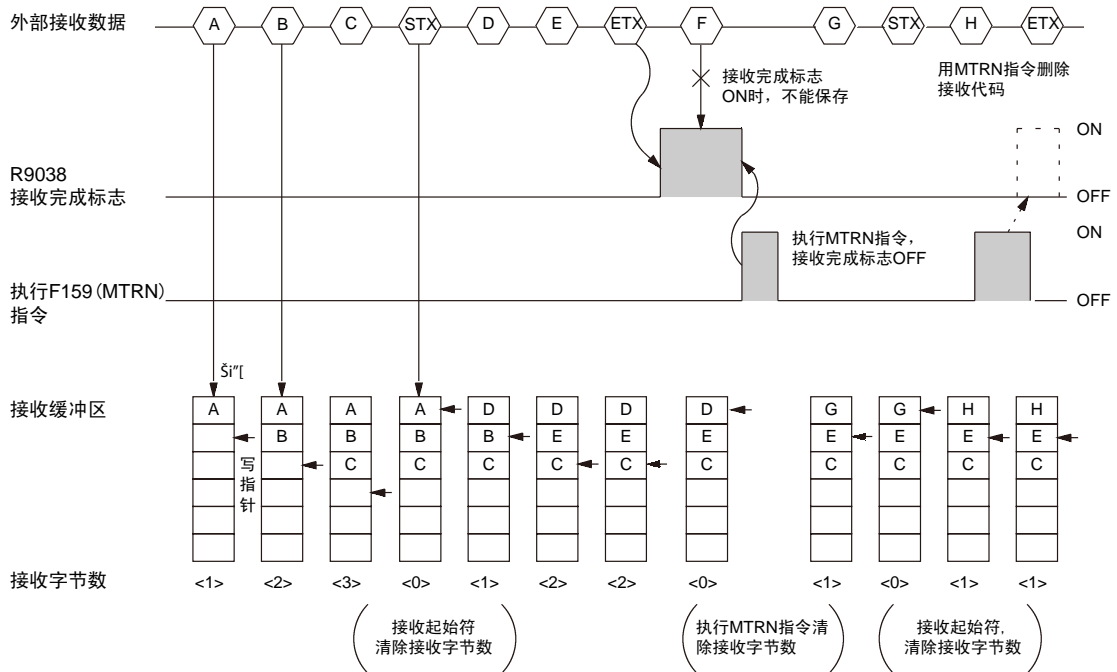 外部接收数据 A B C STX D E ETX F G STX H ETX
接收完成标志
ON时，不能保存
用MTRN指令删除
接收代码
ON
R9038
接收完成标志
OFF
ON
执行MTRN指令，
接收完成标志OFF
执行F159(MTRN)
指令
OFF
Ši"[
接收缓冲区 A A A A D D D D G G H H
B B B B E E E E E E E
C C C C C C C C C C
写指针
接收字节数 <1> <2> <3> <0> <1> <2> <2> <0> <1> <0> <1> <1>
接收起始符
清除接收字节数
执行MTRN指令清
除接收字节数
接收起始符,
清除接收字节数